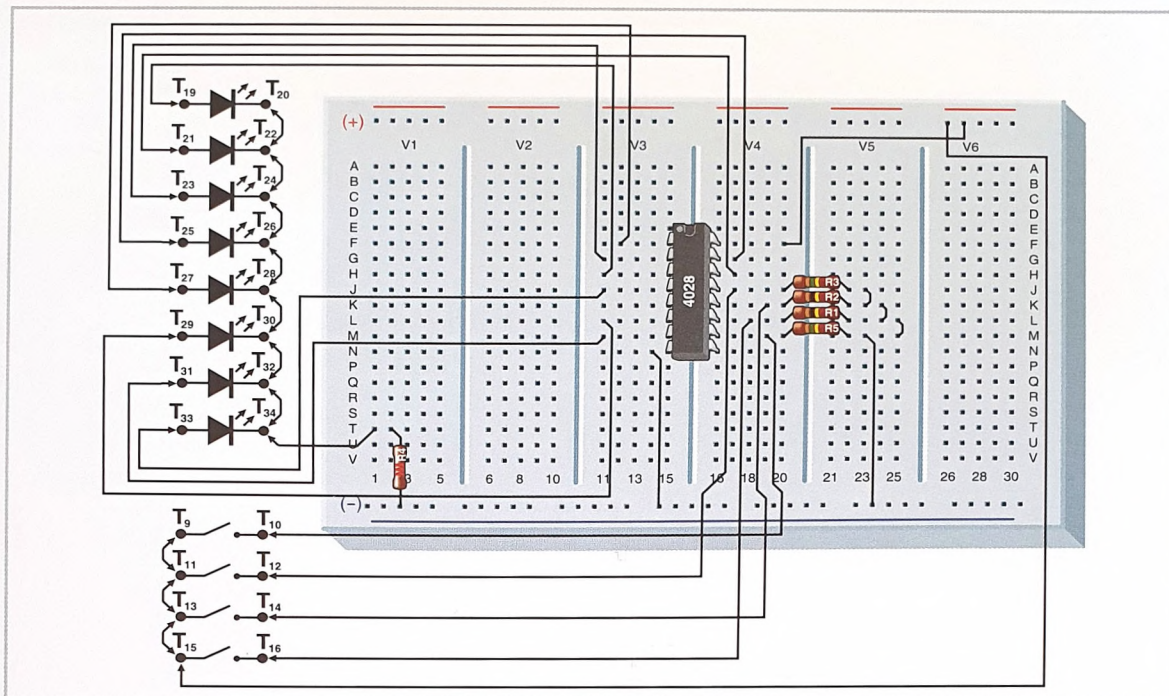 T19 T20
T21 T22
T23 T24
T25 T26
T27 T28
T29 T30
T31 T32
T33 T34
(+)
V1 V2 V3 V4 V5 V6
A A
B B
C C
D D
E E
F F
G G
H H
J J
K K
L L
M M
N N
P P
Q Q
R R
S S
T T
U U
V V
4028
R3
R2
R1
R5
R4
1 3 5 6 8 10 11 13 15 16 18 20 21 23 25 26 28 30
(-)
T9 T10
T11 T12
T13 T14
T15 T16